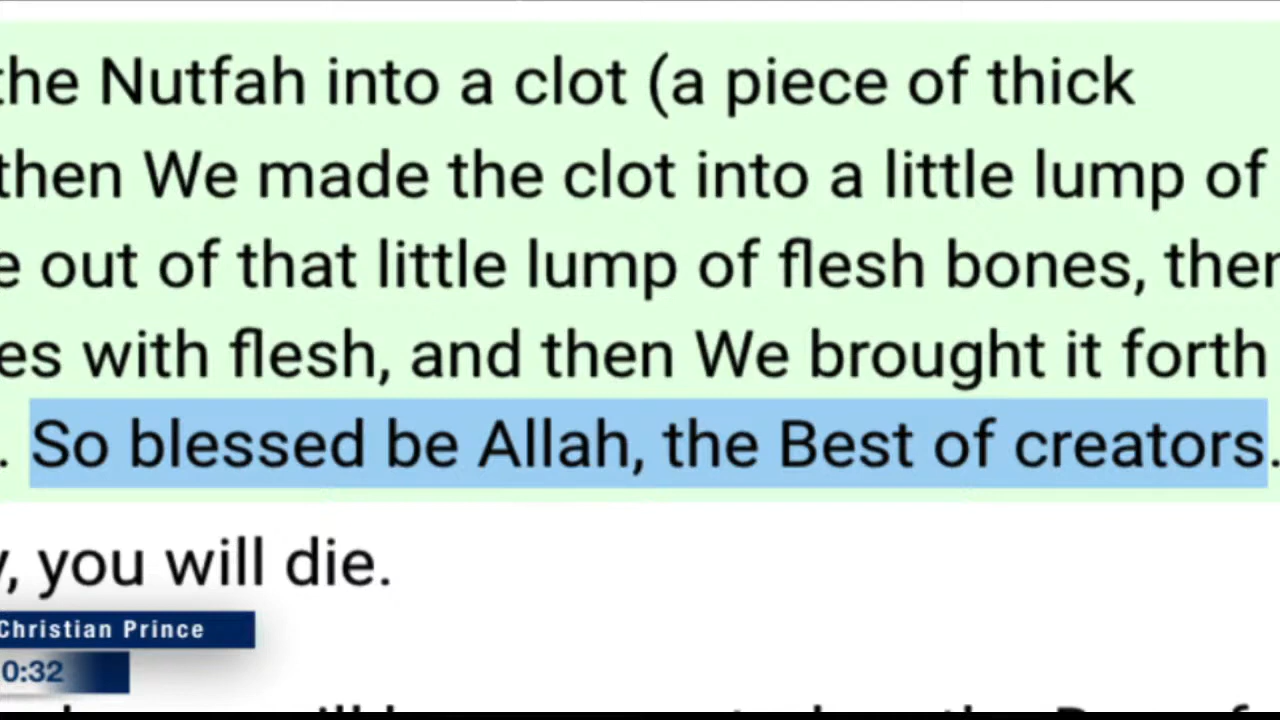 the Nutfah into a clot (a piece of thick
then We made the clot into a little lump of
e out of that little lump of flesh bones, then
es with flesh, and then We brought it forth
. So blessed be Allah, the Best of creators.
y, you will die.
Christian Prince
0:32